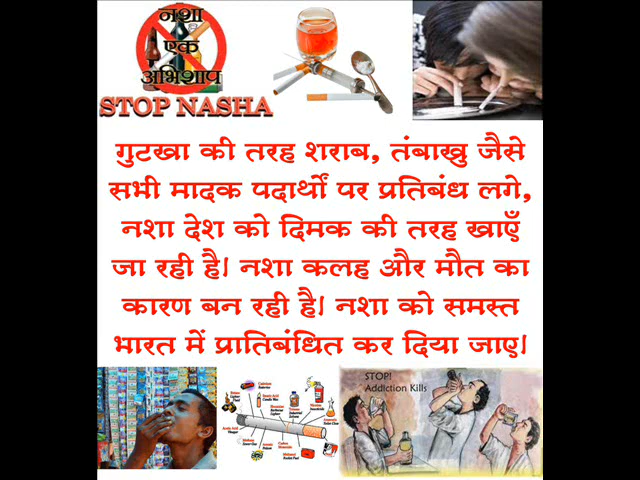 नशा
एक
अभिशाप
STOP NASHA
गुटखा की तरह शराब, तंबाखु जैसे
सभी मादक पदार्थों पर प्रतिबंध लगे,
नशा देश को दिमक की तरह खाएँ
जा रही है। नशा कलह और मौत का
कारण बन रही है। नशा को समस्त
भारत में प्रातिबंधित कर दिया जाए।
STOP!
Addiction Kills